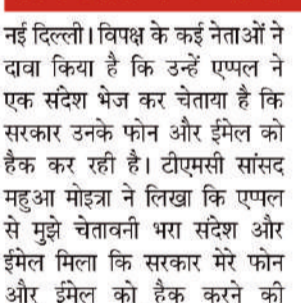 नई दिल्ली। विपक्ष के कई नेताओं ने
दावा किया है कि उन्हें एप्पल ने
एक संदेश भेज कर चेताया है कि
सरकार उनके फोन और ईमेल को
हैक कर रही है। टीएमसी सांसद
महुआ मोइत्रा ने लिखा कि एप्पल
से मुझे चेतावनी भरा संदेश और
ईमेल मिला कि सरकार मेरे फोन
और ईमेल को हैक करने की